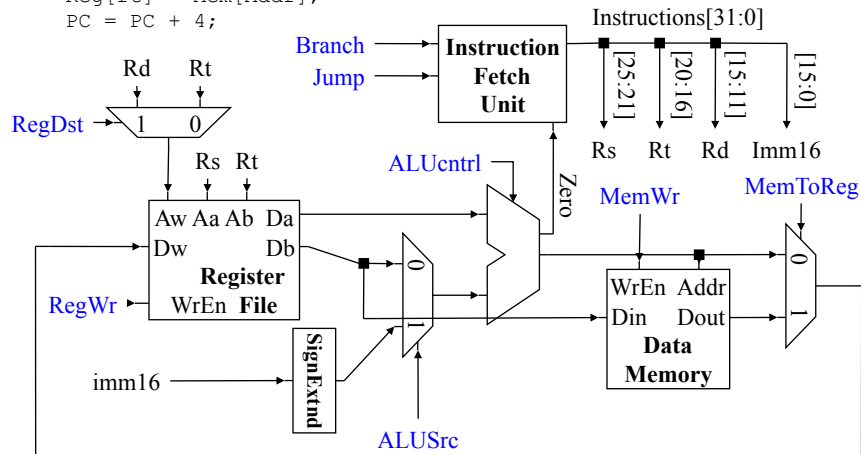 Reg[rt] = Mem[Addr];
PC = PC + 4;
Instructions[31:0]
Branch
Jump
Instruction
Fetch
Unit
[25:21]
[20:16]
[15:11]
[15:0]
Rd Rt
RegDst
1 0
Rs Rt
Rs Rt Rd Imm16
ALUcntrl
Zero
MemWr
MemToReg
Aw Aa Ab Da
Dw Db
Register
WrEn File
RegWr
0
1
WrEn Addr
Din Dout
Data
Memory
0
1
imm16
SignExtnd
ALUSrc